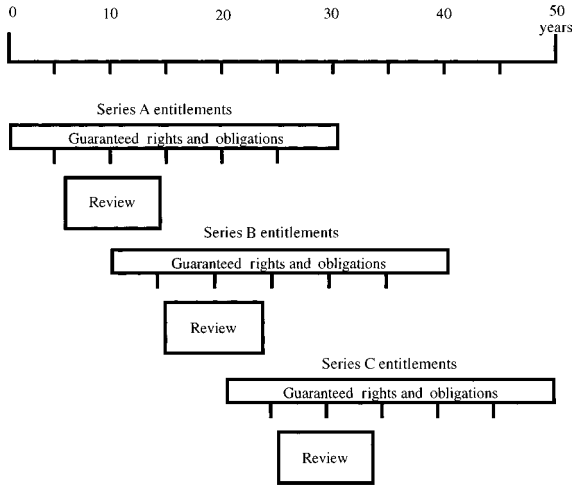 0 10 20 30 40 50
years
Series A entitlements
Guaranteed rights and obligations
Review
Series B entitlements
Guaranteed rights and obligations
Review
Series C entitlements
Guaranteed rights and obligations
Review